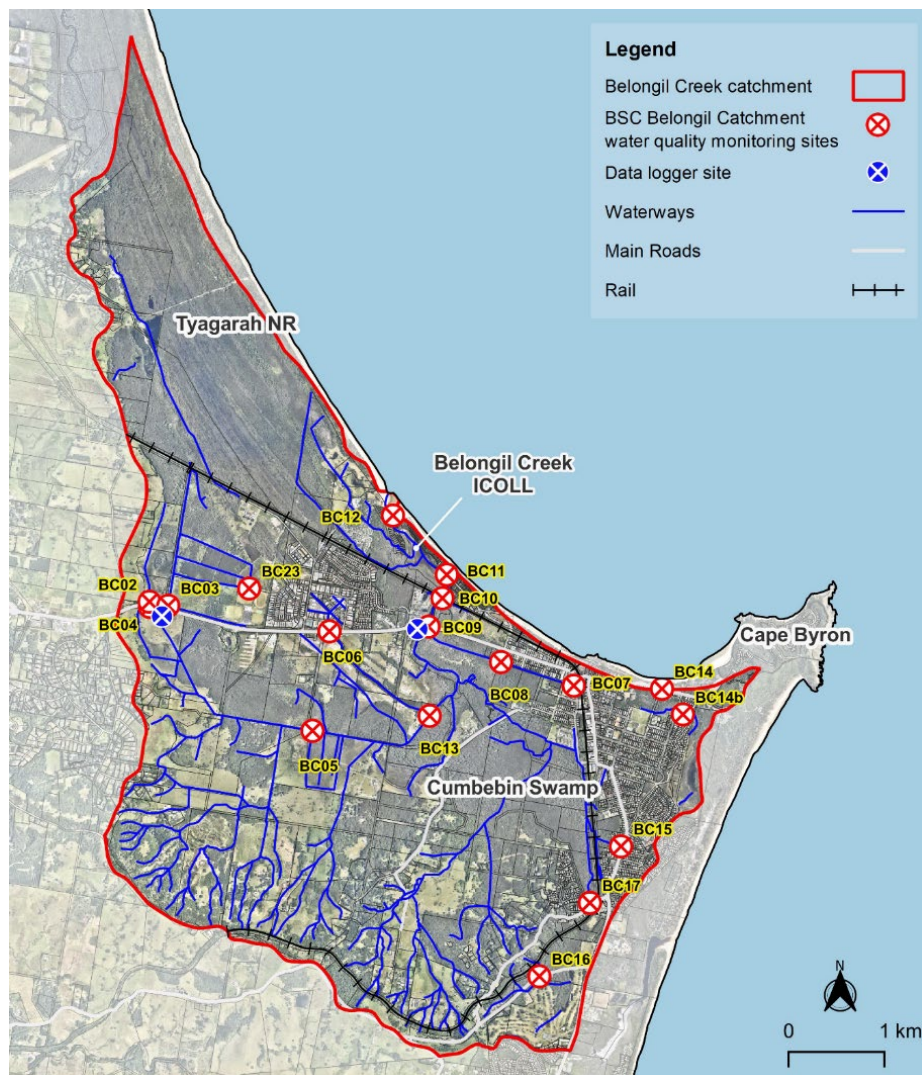 Legend
Belongil Creek catchment
BSC Belongil Catchment
water quality monitoring sites
Data logger site
Waterways
Main Roads
Rail
Tyagarah NR
Belongil Creek
ICOLL
BC12
BC11
BC23
BC02
BC03
BC10
BC04
BC09
Cape Byron
BC06
BC14
BC08
BC07
BC14b
BC13
BC05
Cumbebin Swamp
BC15
BC17
BC16
N
0
1 km